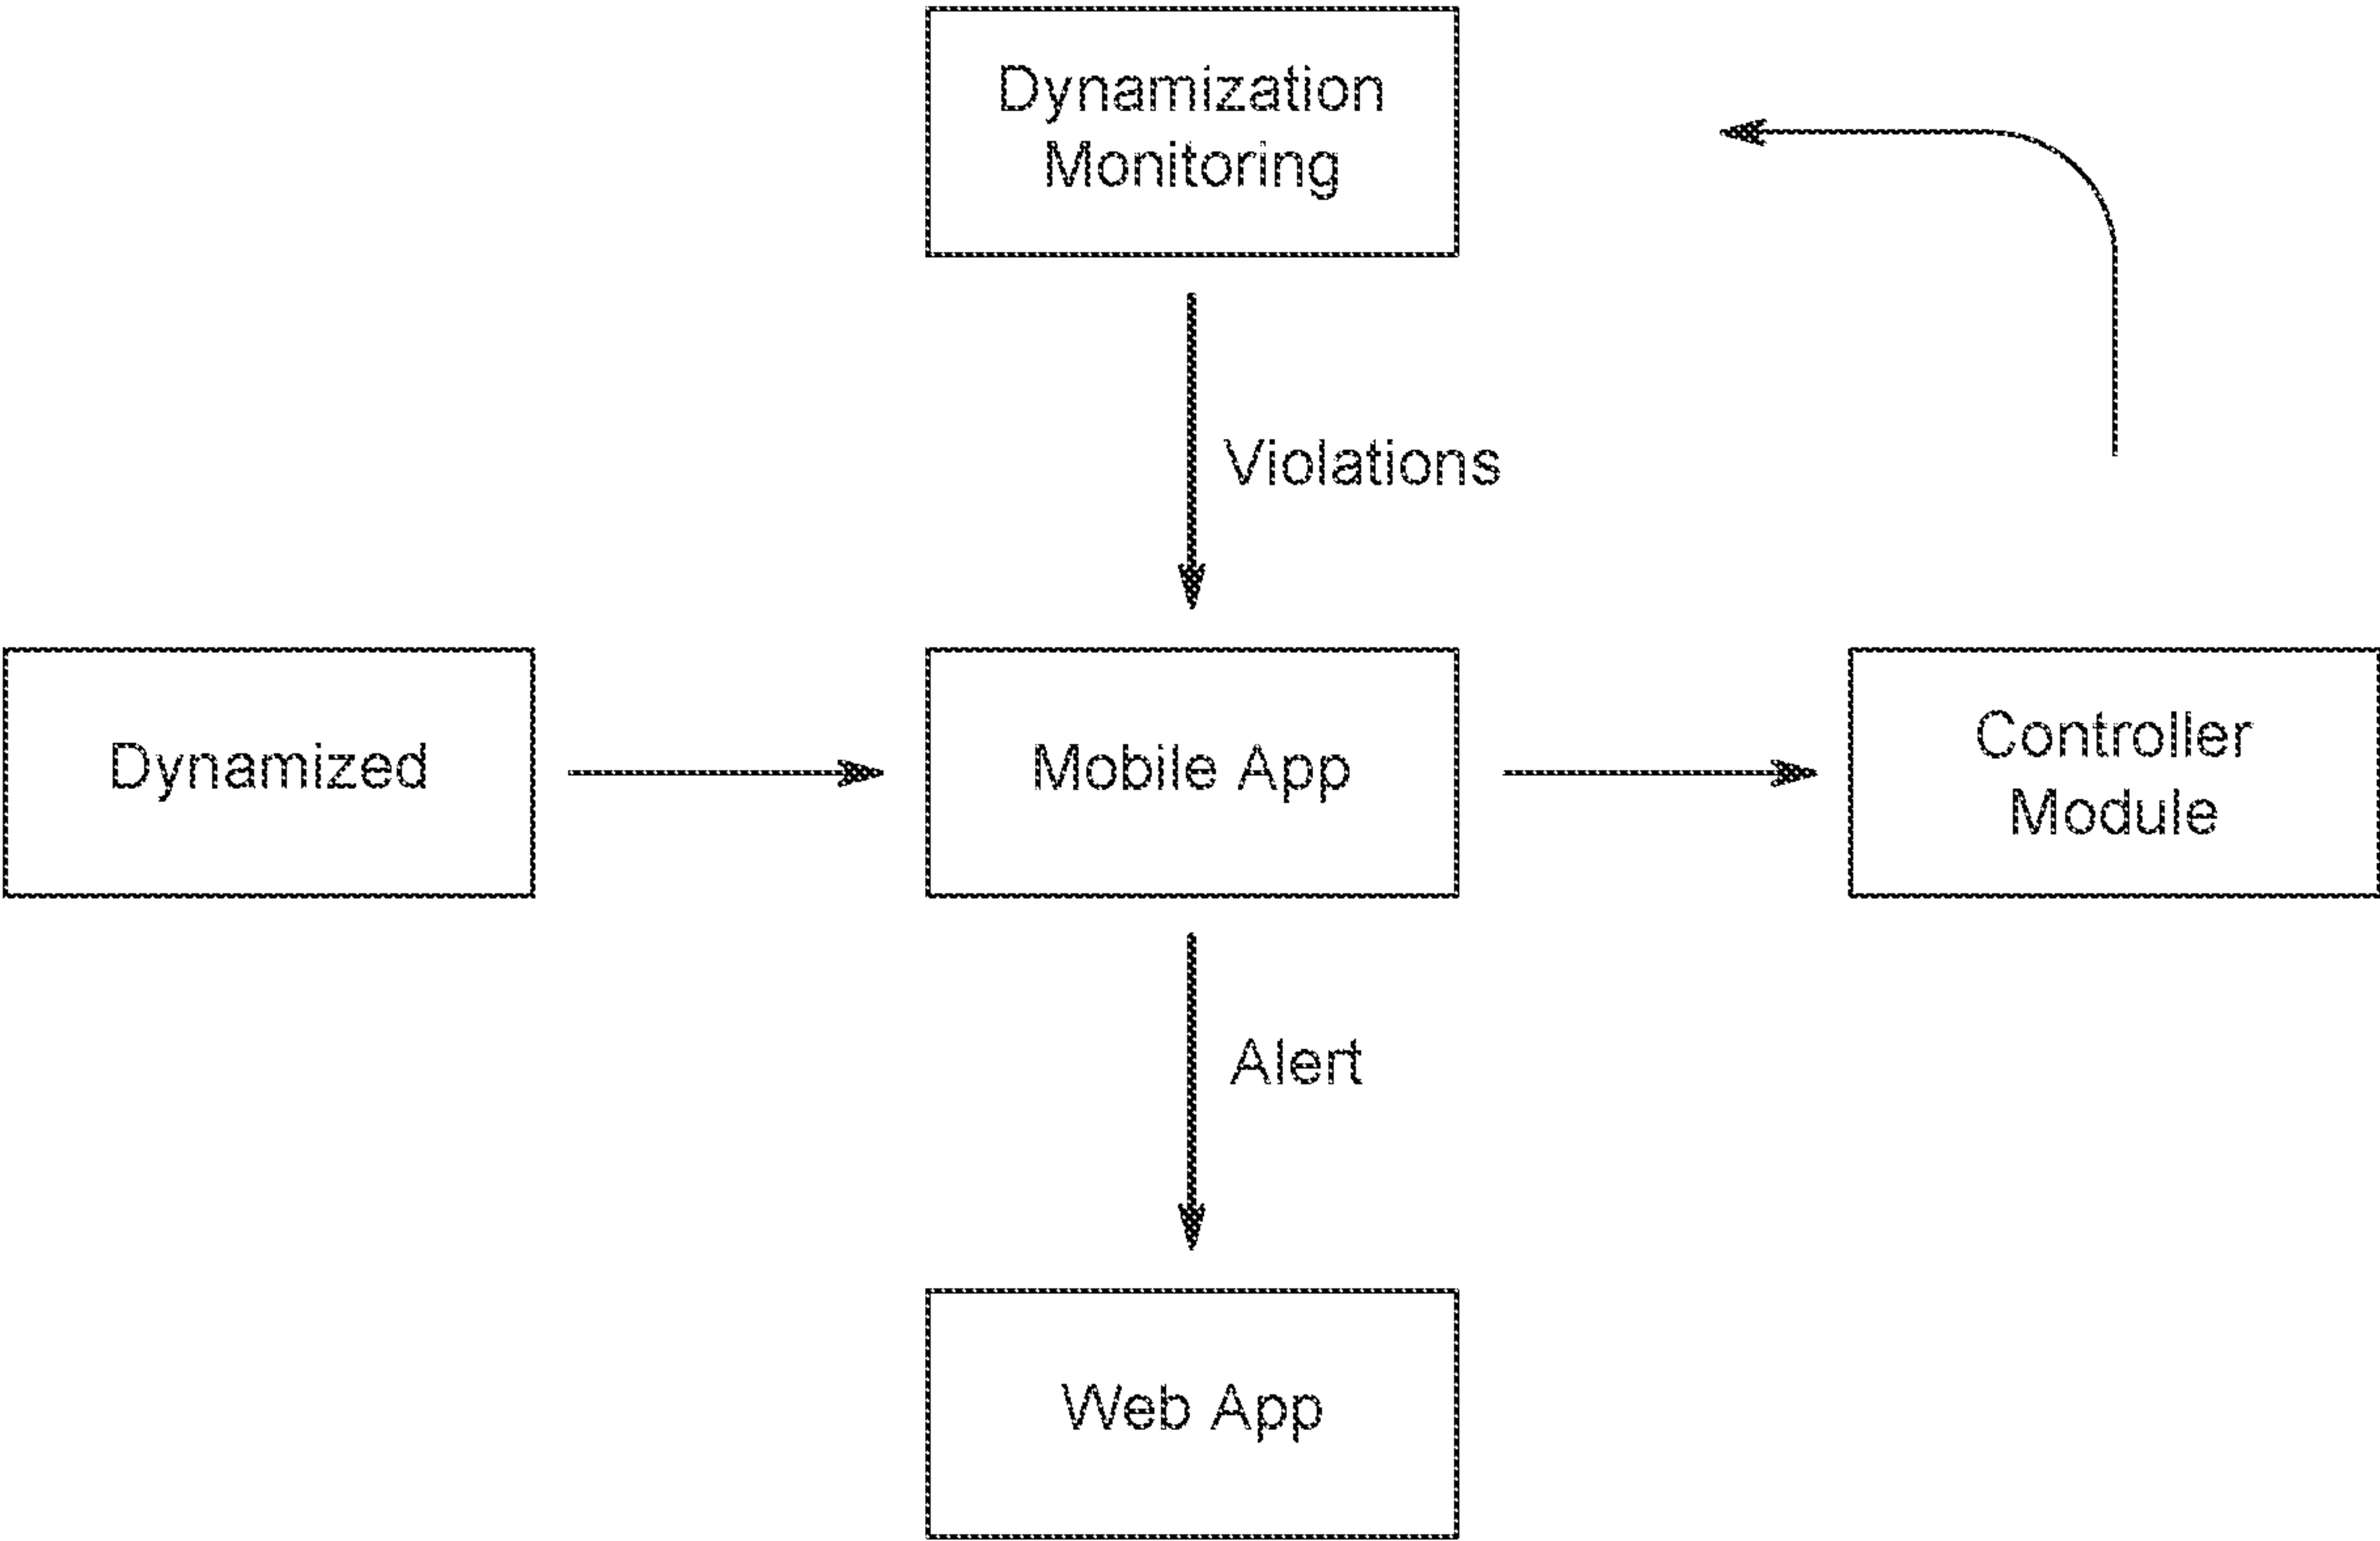 Dynamization
Monitoring
Violations
Dynamized
Mobile App
Controller
Module
Alert
Web App